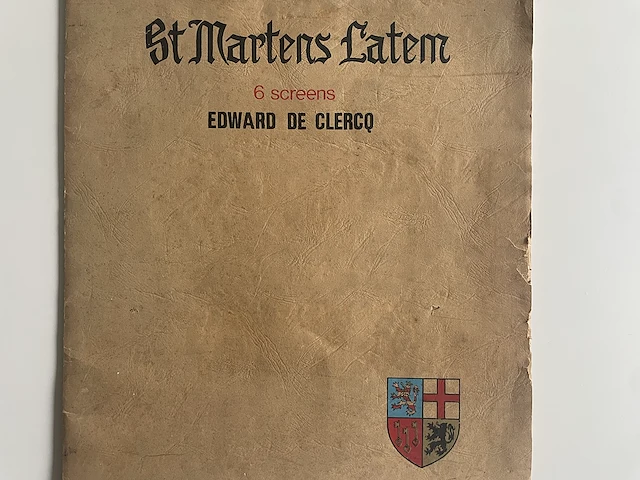 St Martens Latem
6 screens
EDWARD DE CLERCQ